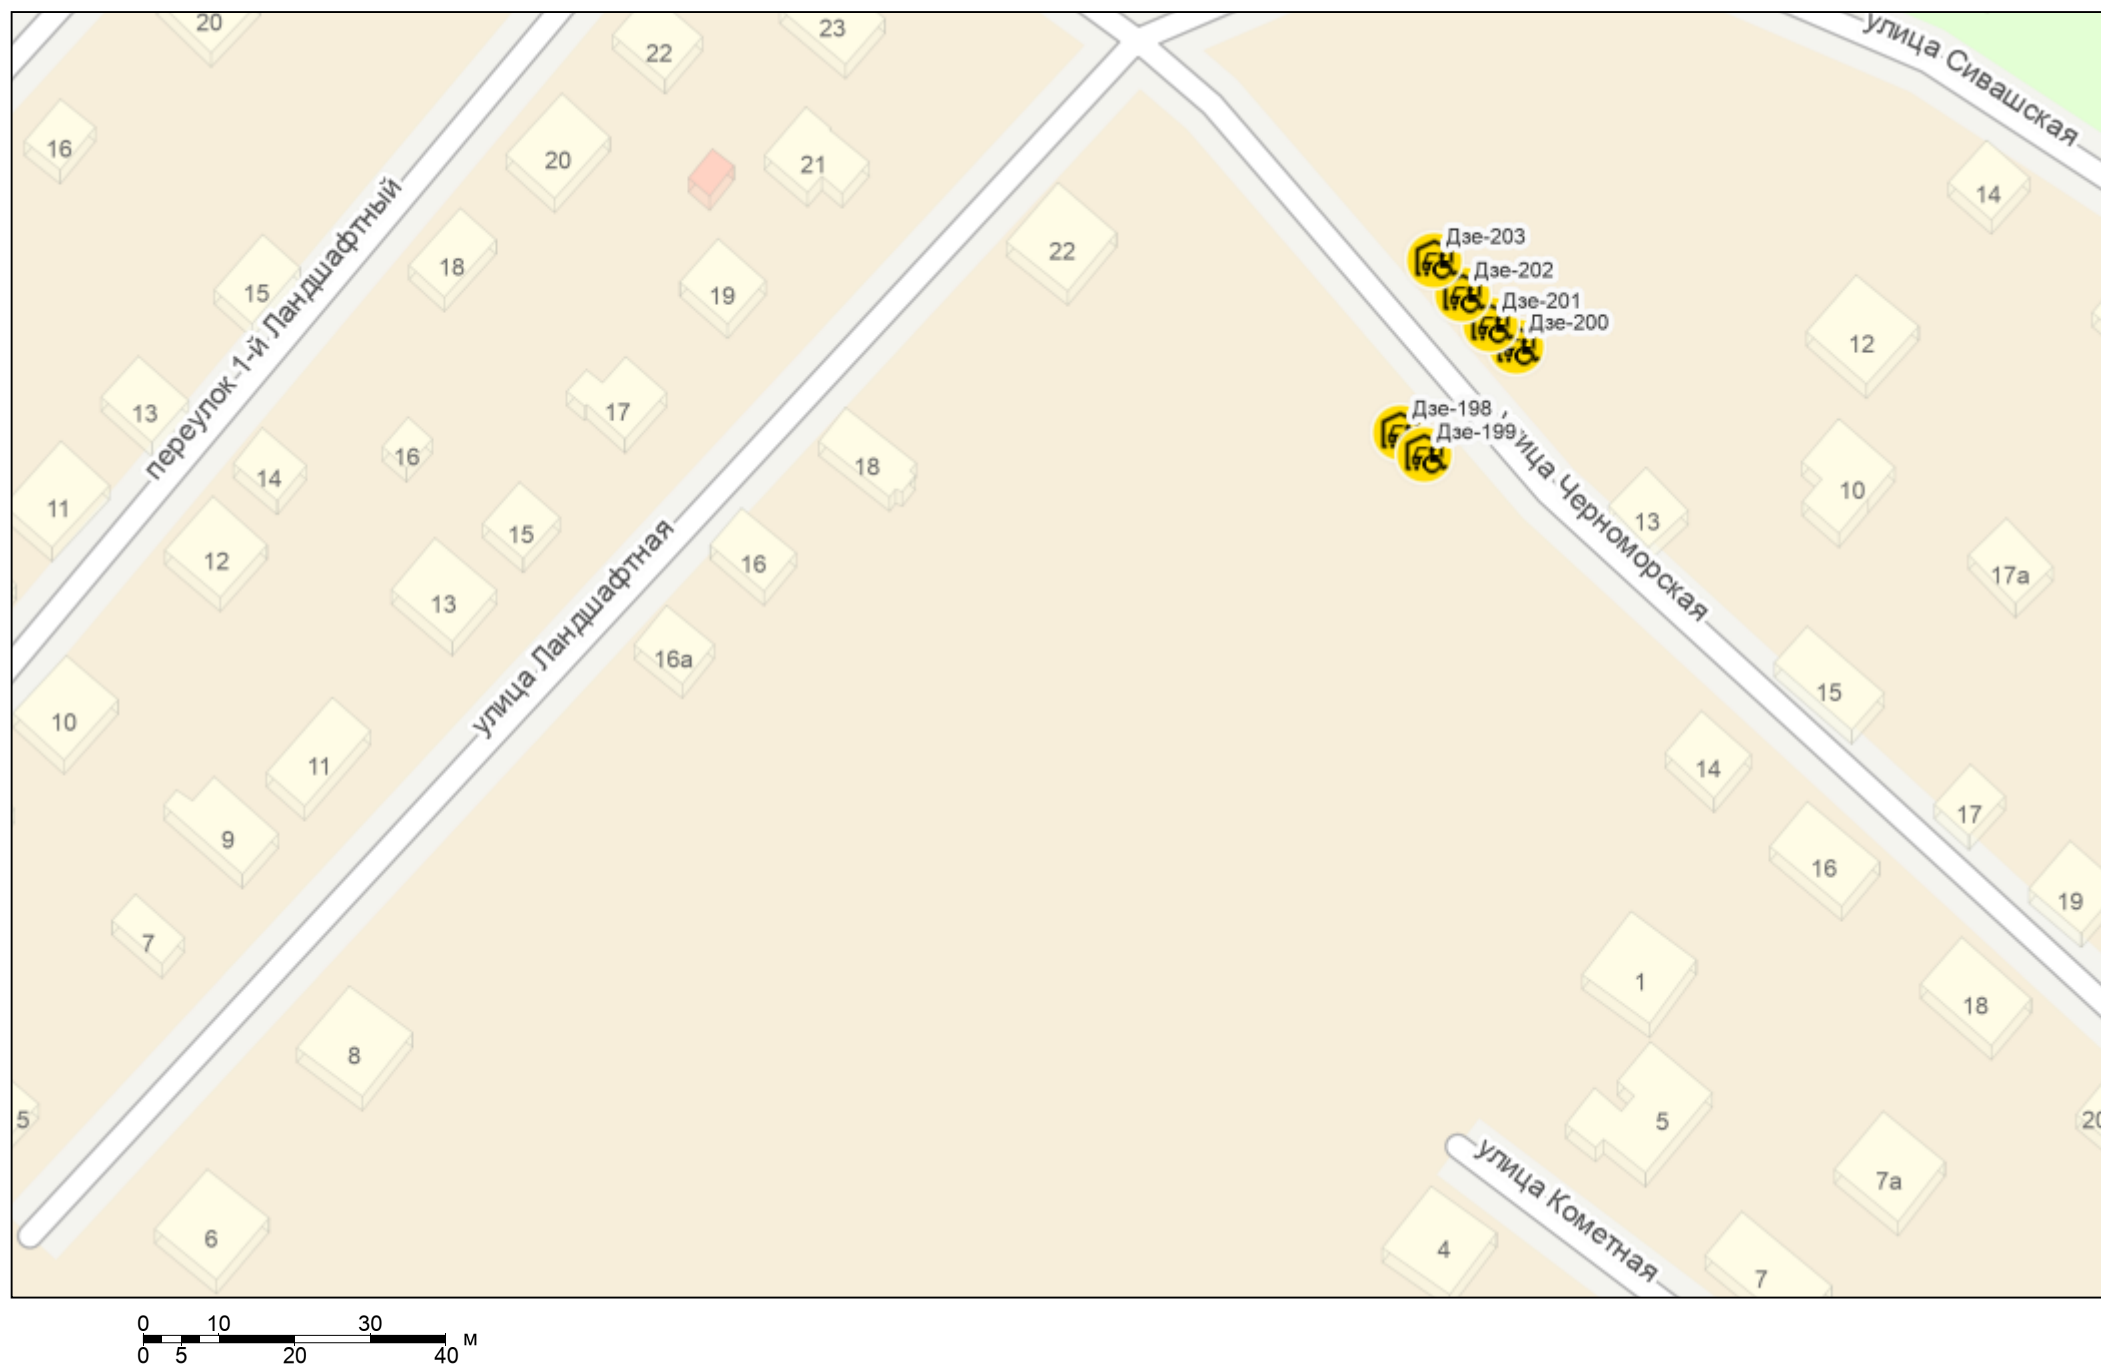 20
22
23
улица Сивашская
16
20
21
14
переулок 1-й Ландшафтный
18
22
Дзе-203
Дзе-202
15
19
Дзе-201
Дзе-200
12
13
17
Дзе-198
Дзе-199
16
18
14
11
10
13
улица Черноморская
15
12
16
17а
13
улица Ландшафтная
16а
15
10
11
14
17
9
16
19
7
1
18
8
5
5
20
улица Кометная
7а
6
4
7
0 10 30
м
0 5 20 40